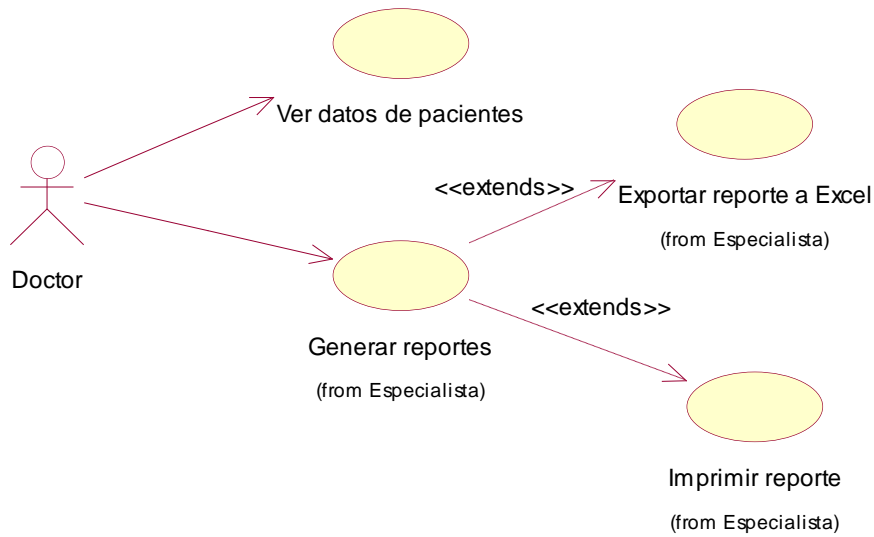 Ver datos de pacientes
<<extends>>
Exportar reporte a Excel
(from Especialista)
Doctor
<<extends>>
Generar reportes
(from Especialista)
Imprimir reporte
(from Especialista)